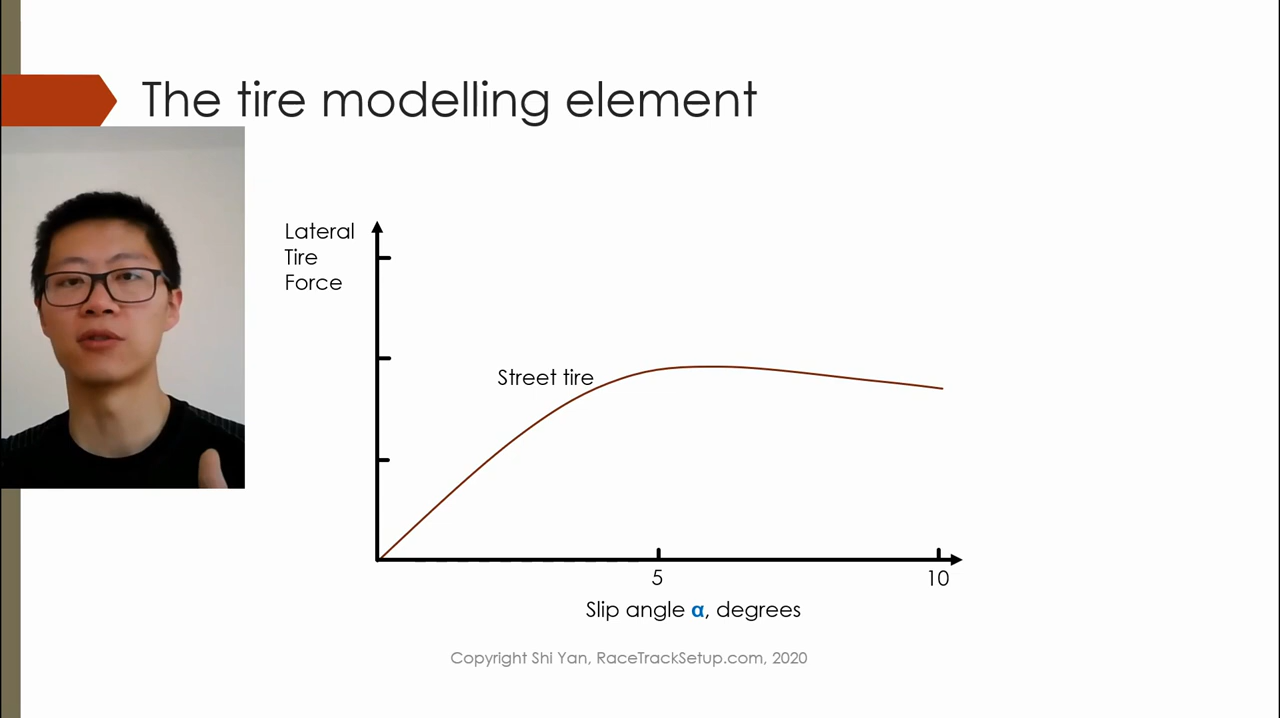 The tire modelling element
Lateral
Tire
Force
Street tire
5
10
Slip angle α, degrees
Copyright Shi Yan, RaceTrackSetup.com, 2020